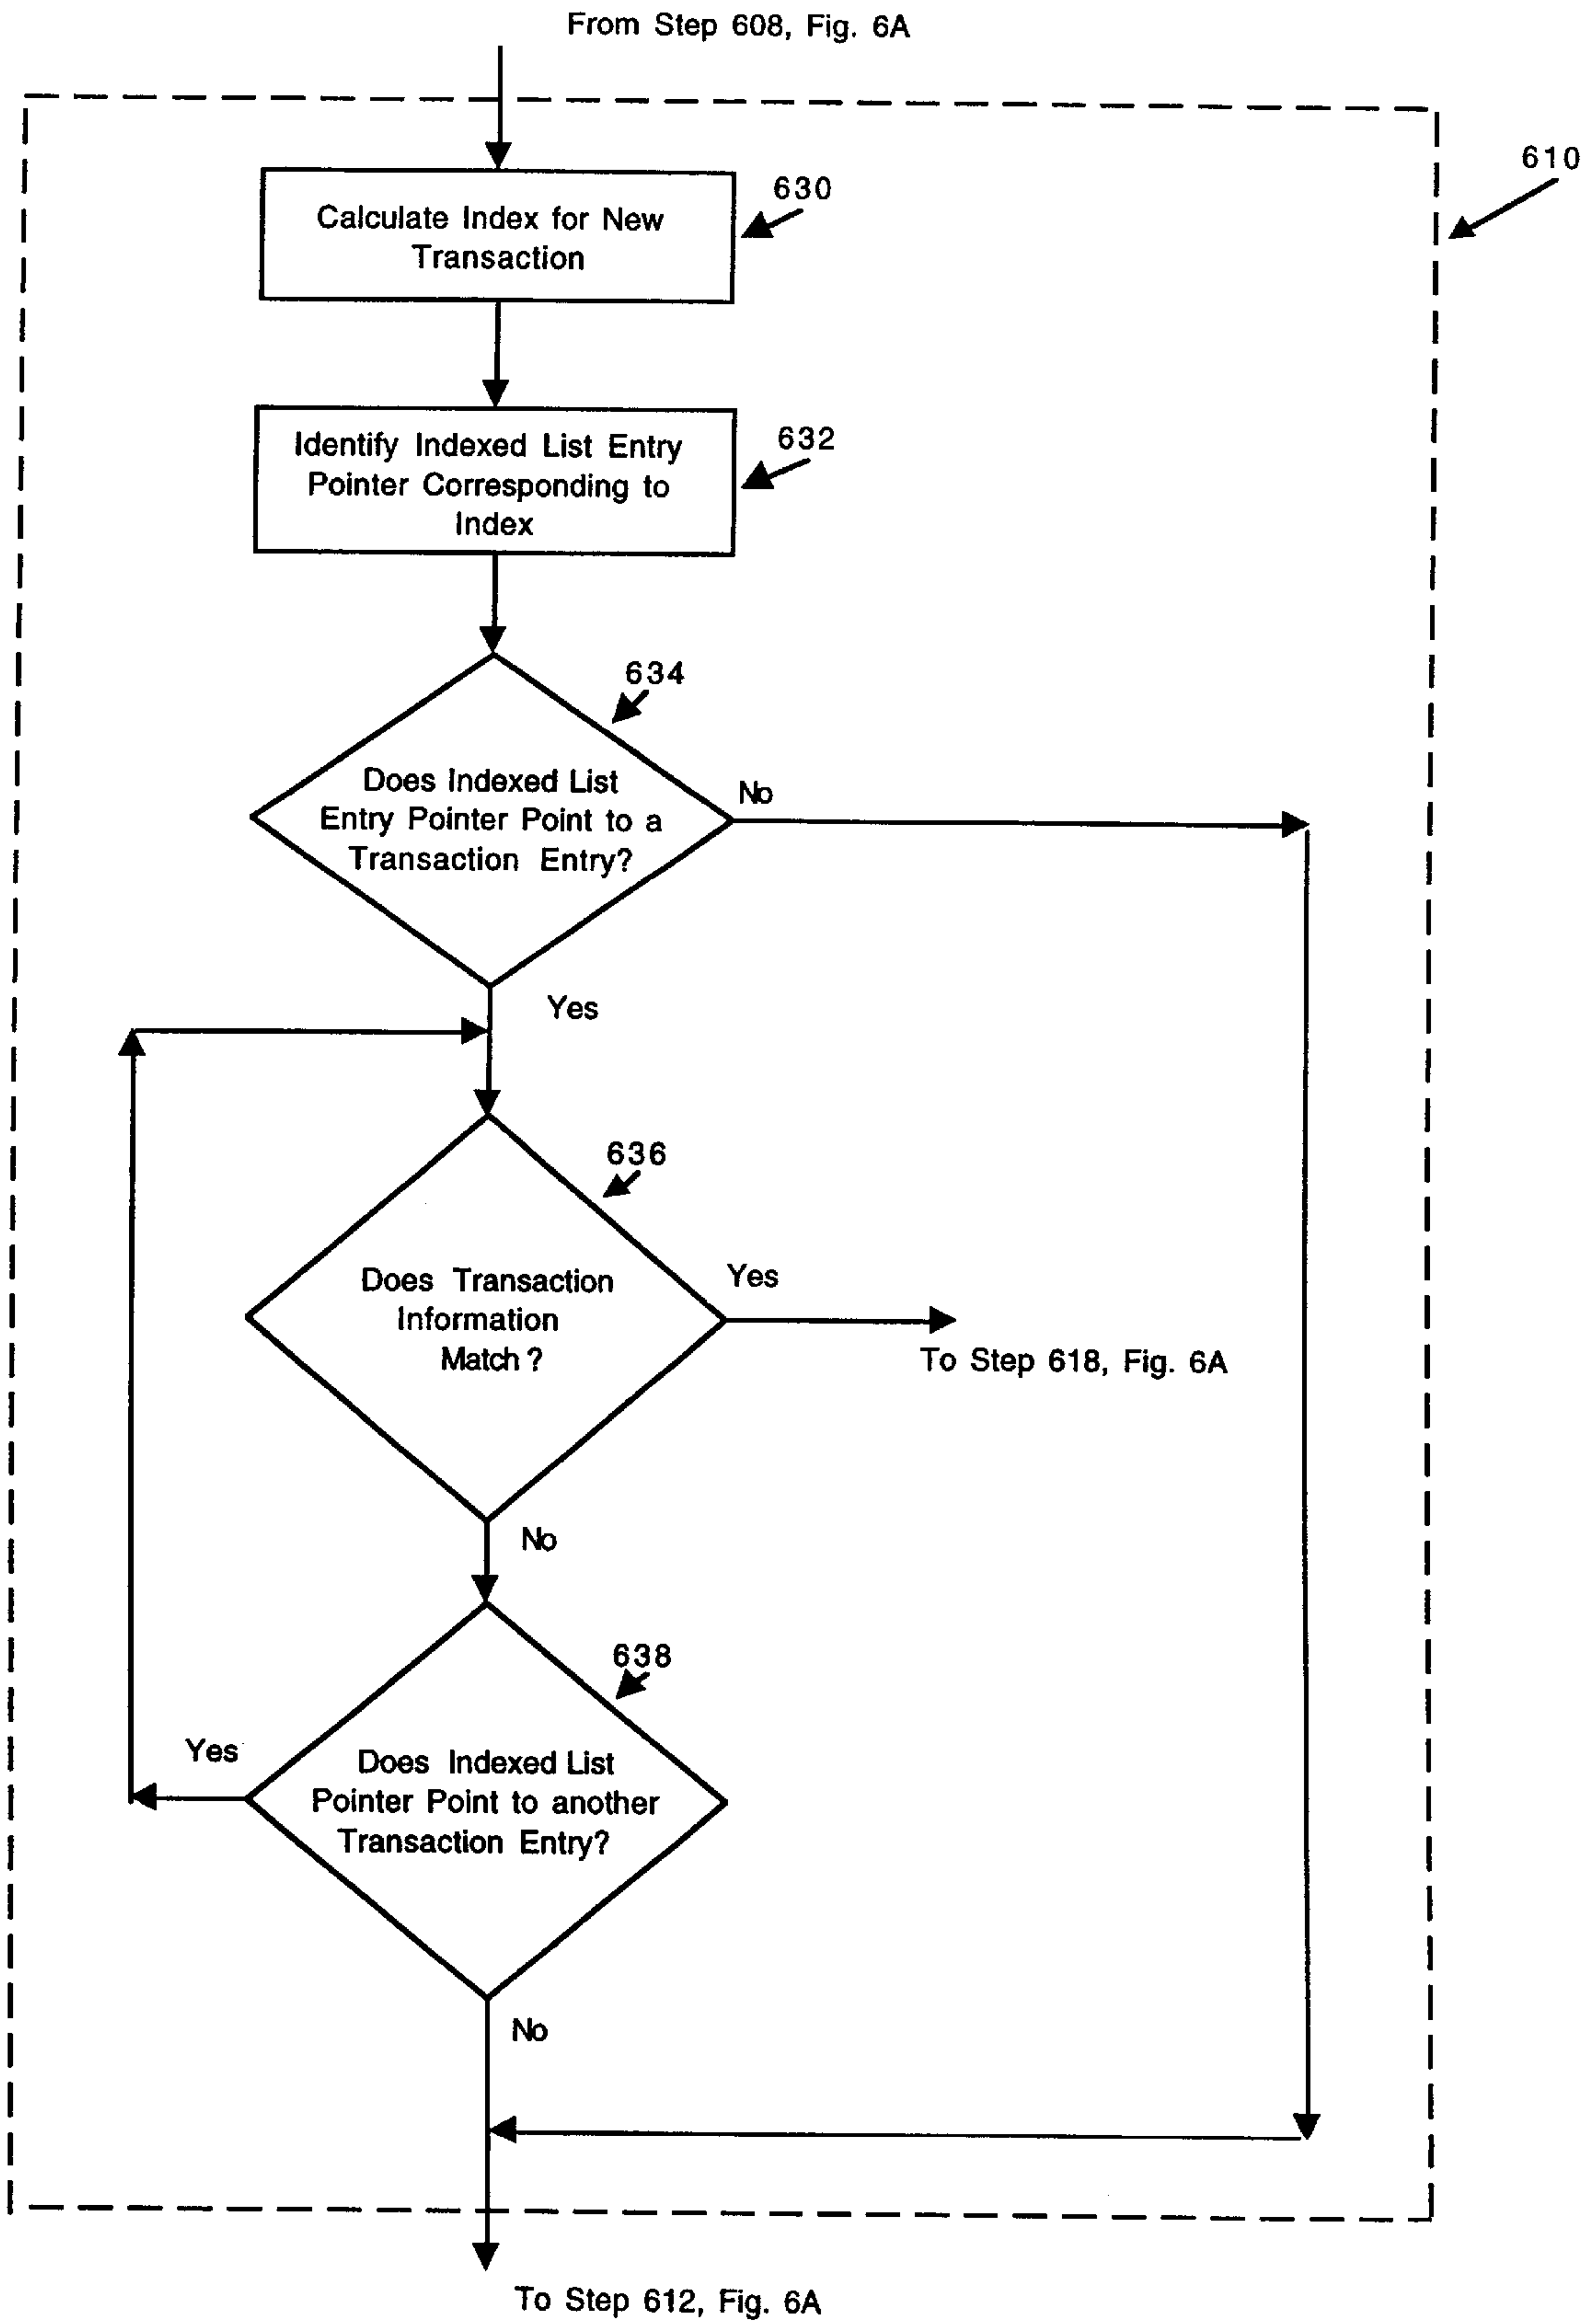 From Step 608, Fig. 6A
610
630
Calculate Index for New
Transaction
632
Identify Indexed List Entry
Pointer Corresponding to
Index
634
Does Indexed List
Entry Pointer Point to a
Transaction Entry?
No
Yes
636
Does Transaction
Information
Match ?
Yes
To Step 618, Fig. 6A
No
638
Does Indexed List
Pointer Point to another
Transaction Entry?
Yes
No
To Step 612, Fig. 6A